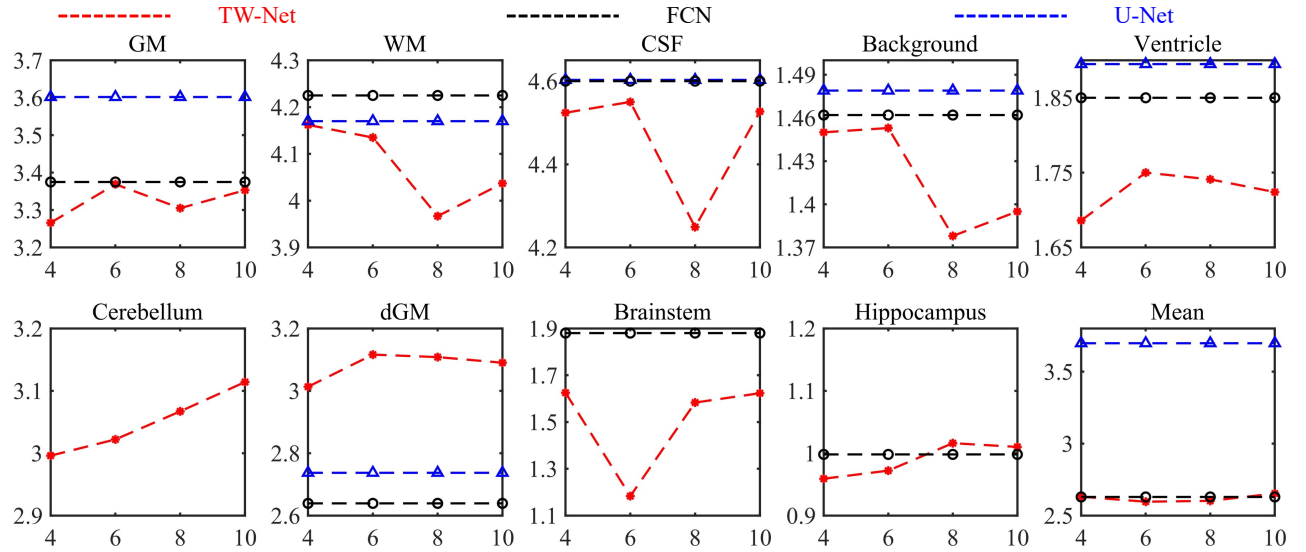 TW-Net FCN U-Net
GM WM CSF Background Ventricle
3.7 4.3 1.49
3.6 4.2 4.6 1.46 1.85
3.5 4.1 1.43
3.4 4 4.4 1.4 1.75
3.3
3.2 3.9 4.2 1.37 1.65
4 6 8 10 4 6 8 10 4 6 8 10 4 6 8 10 4 6 8 10
Cerebellum dGM Brainstem Hippocampus Mean
3.2 3.2 1.9 1.2
3.1 3 1.7 1.1 3.5
3 2.8 1.5 1 3
1.3
2.9 2.6 1.1 0.9 2.5
4 6 8 10 4 6 8 10 4 6 8 10 4 6 8 10 4 6 8 10